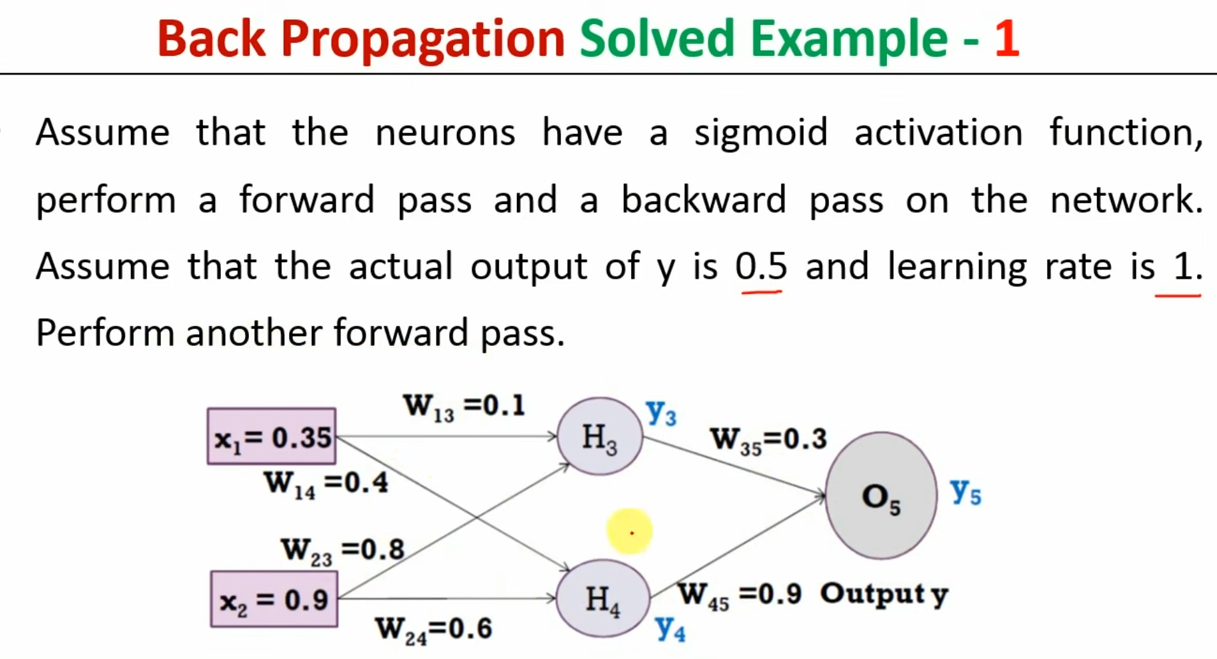 Back Propagation Solved Example - 1
Assume that the neurons have a sigmoid activation function,
perform a forward pass and a backward pass on the network.
Assume that the actual output of y is 0.5 and learning rate is 1.
Perform another forward pass.
W₁₃ =0.1
x₁= 0.35
H₃
y₃
W₃₅=0.3
W₁₄ =0.4
O₅
y₅
W₂₃ =0.8
x₂ = 0.9
H₄
W₄₅ =0.9 Output y
W₂₄=0.6
y₄